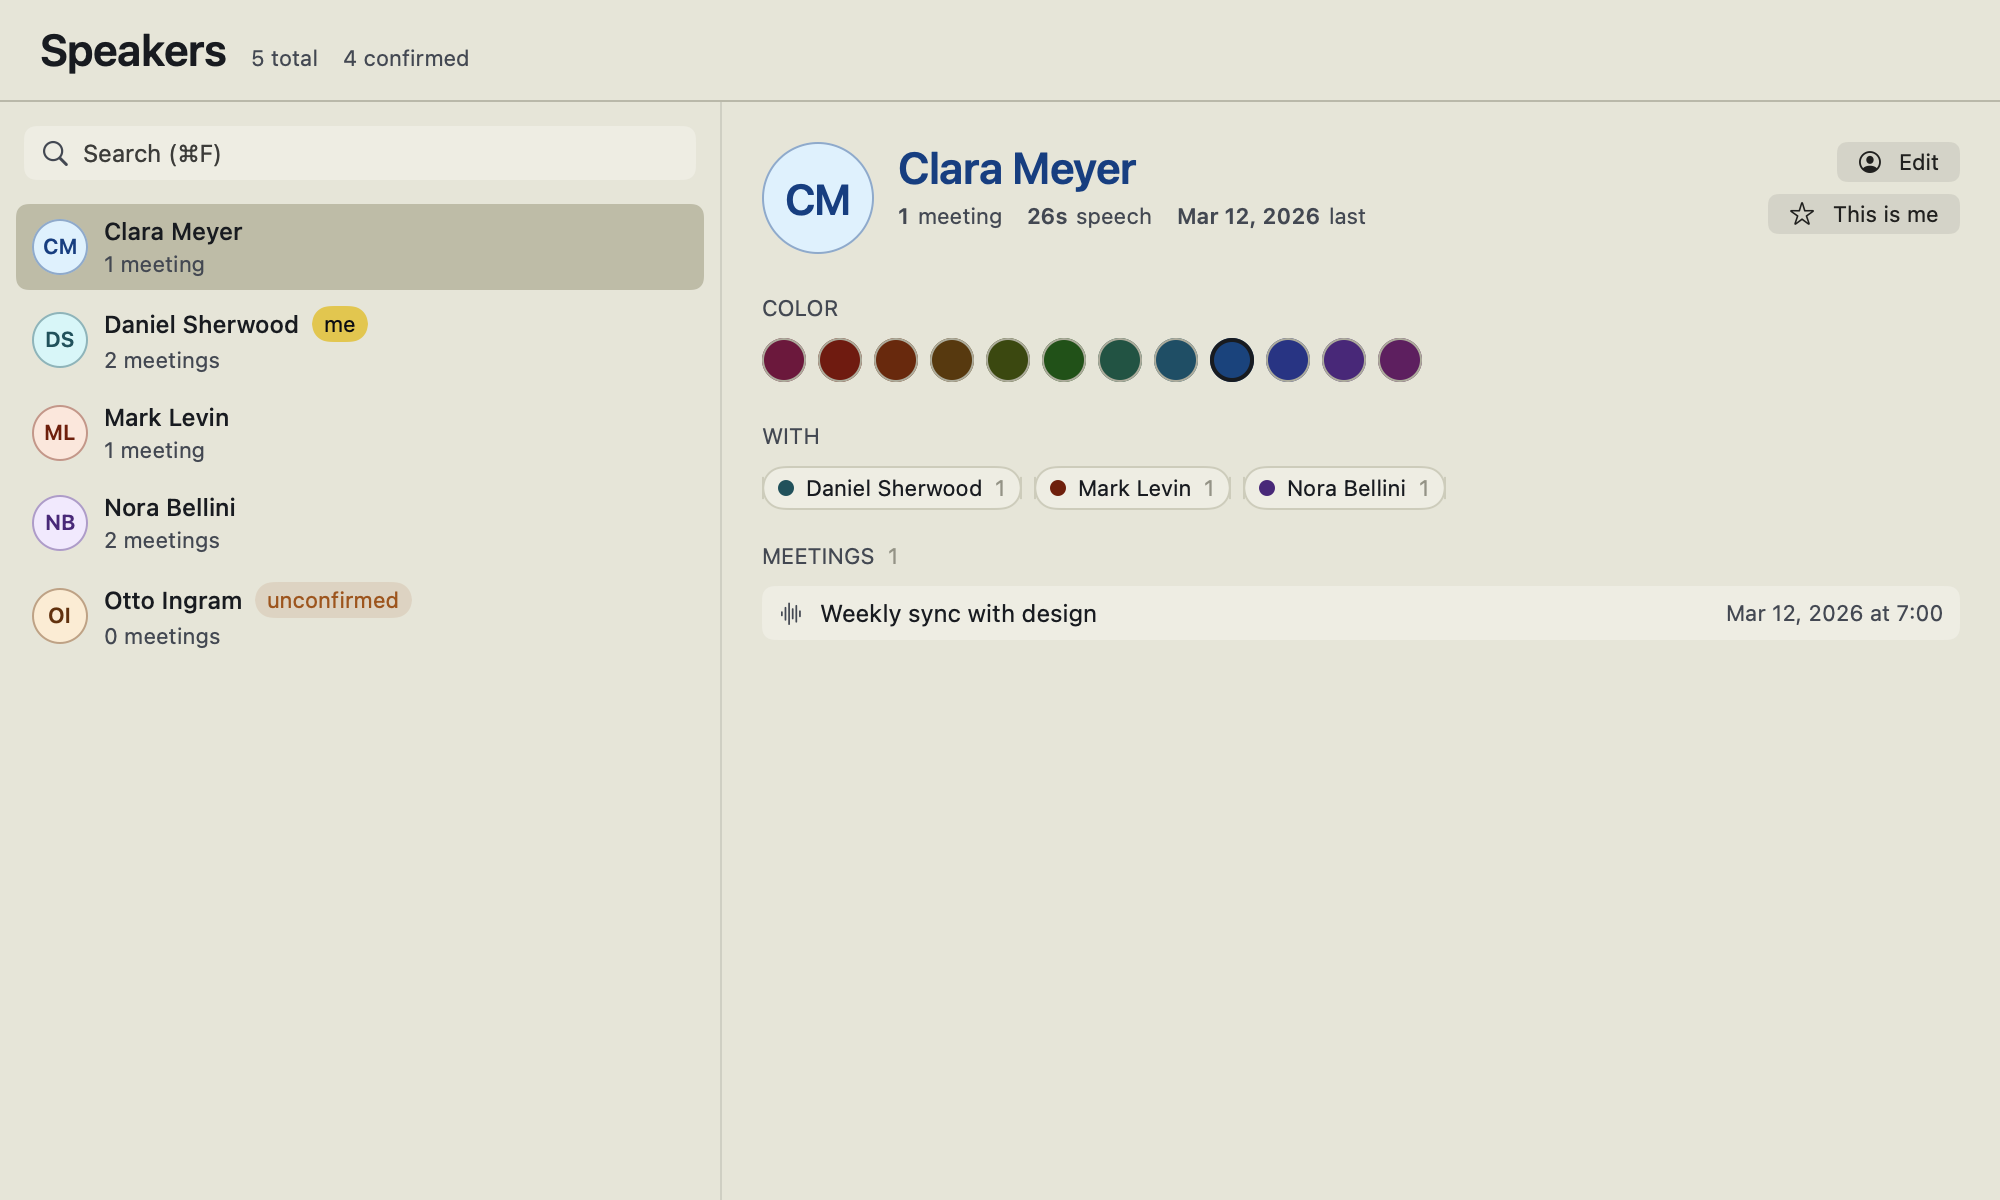 Speakers 5 total 4 confirmed
Search (⌘F)
CM Clara Meyer
1 meeting
DS Daniel Sherwood me
2 meetings
ML Mark Levin
1 meeting
NB Nora Bellini
2 meetings
OI Otto Ingram unconfirmed
0 meetings
CM Clara Meyer
1 meeting 26s speech Mar 12, 2026 last
Edit
This is me
COLOR
WITH
Daniel Sherwood 1 Mark Levin 1 Nora Bellini 1
MEETINGS 1
Weekly sync with design Mar 12, 2026 at 7:00